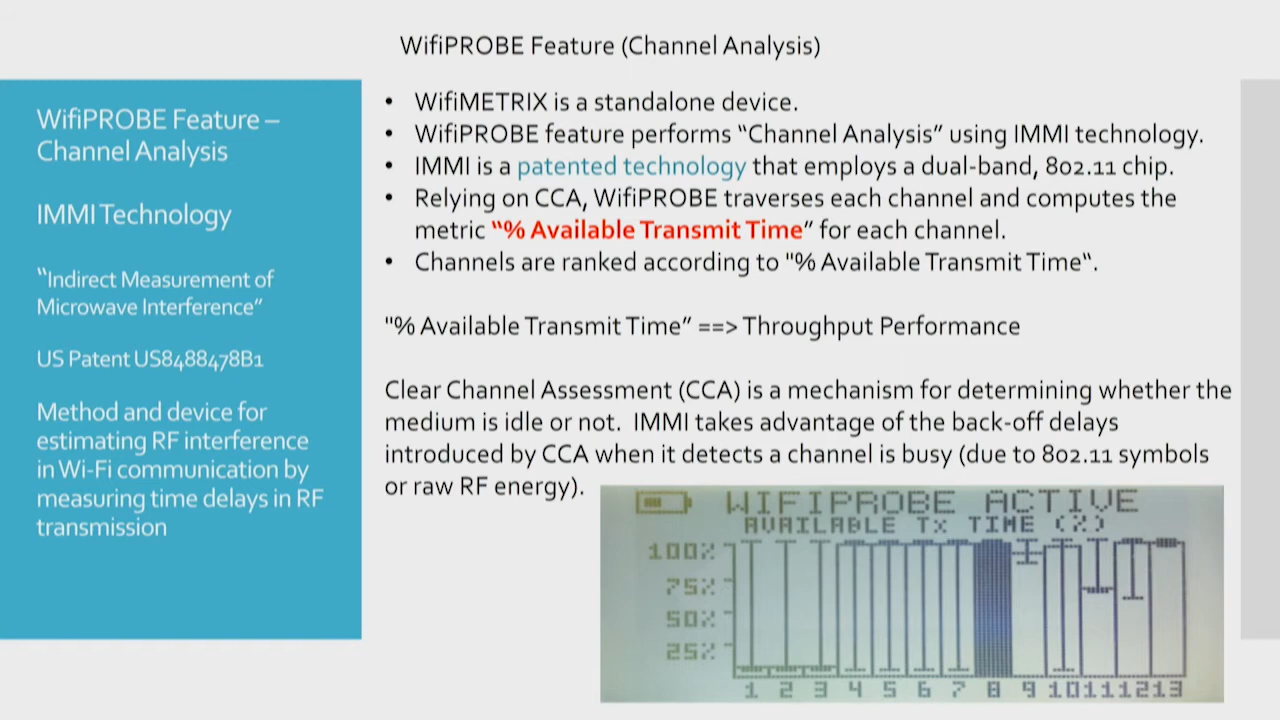 WifiPROBE Feature (Channel Analysis)
WifiPROBE Feature –
Channel Analysis
IMMI Technology
“Indirect Measurement of
Microwave Interference”
US Patent US8488478B1
Method and device for
estimating RF interference
in Wi-Fi communication by
measuring time delays in RF
transmission
• WifiMETRIX is a standalone device.
• WifiPROBE feature performs “Channel Analysis” using IMMI technology.
• IMMI is a patented technology that employs a dual-band, 802.11 chip.
• Relying on CCA, WifiPROBE traverses each channel and computes the
metric “% Available Transmit Time” for each channel.
• Channels are ranked according to "% Available Transmit Time“.
"% Available Transmit Time” ==> Throughput Performance
Clear Channel Assessment (CCA) is a mechanism for determining whether the
medium is idle or not. IMMI takes advantage of the back-off delays
introduced by CCA when it detects a channel is busy (due to 802.11 symbols
or raw RF energy).
WIFIPROBE ACTIVE
AVAILABLE Tx TIME (%)
100%
75%
50%
25%
1 2 3 4 5 6 7 8 9 10 11 12 13